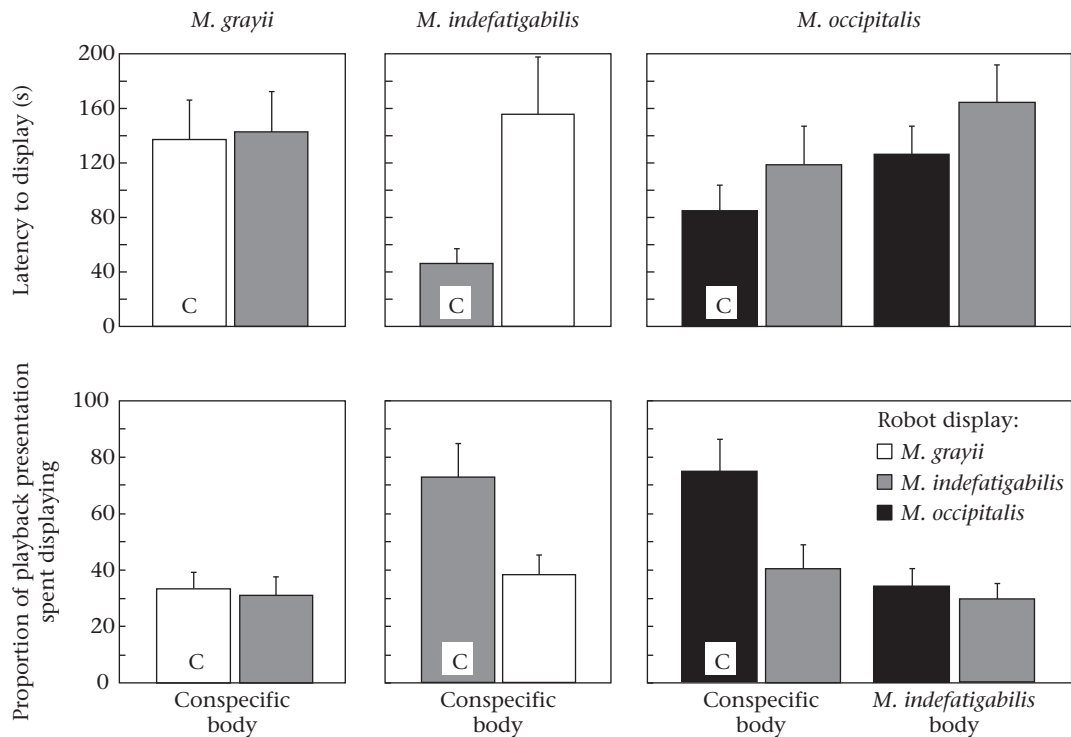 M. grayii
M. indefatigabilis
M. occipitalis
Latency to display (s)
200
160
120
80
40
0
C
C
C
Proportion of playback presentation
spent displaying
100
80
60
40
20
0
C
C
C
Robot display:
M. grayii
M. indefatigabilis
M. occipitalis
Conspecific
body
Conspecific
body
Conspecific
body
M. indefatigabilis
body